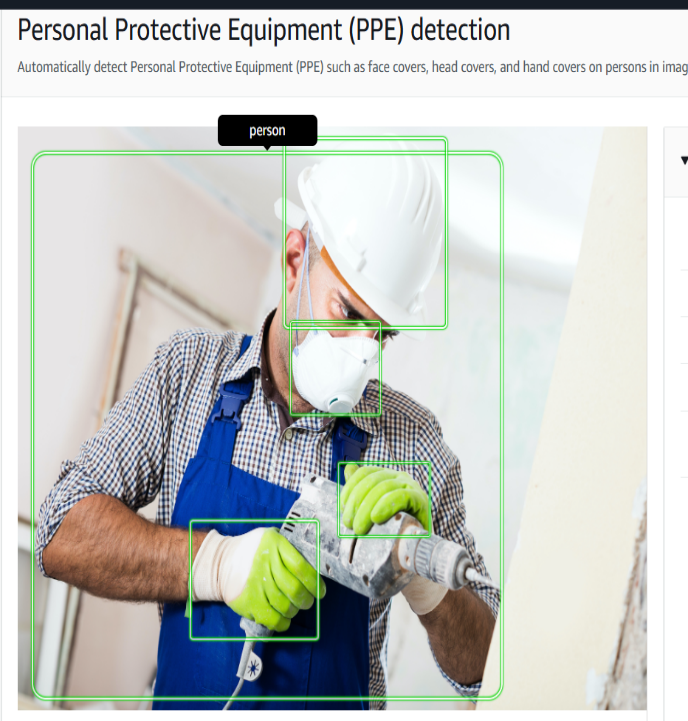 Personal Protective Equipment (PPE) detection
Automatically detect Personal Protective Equipment (PPE) such as face covers, head covers, and hand covers on persons in imag
person